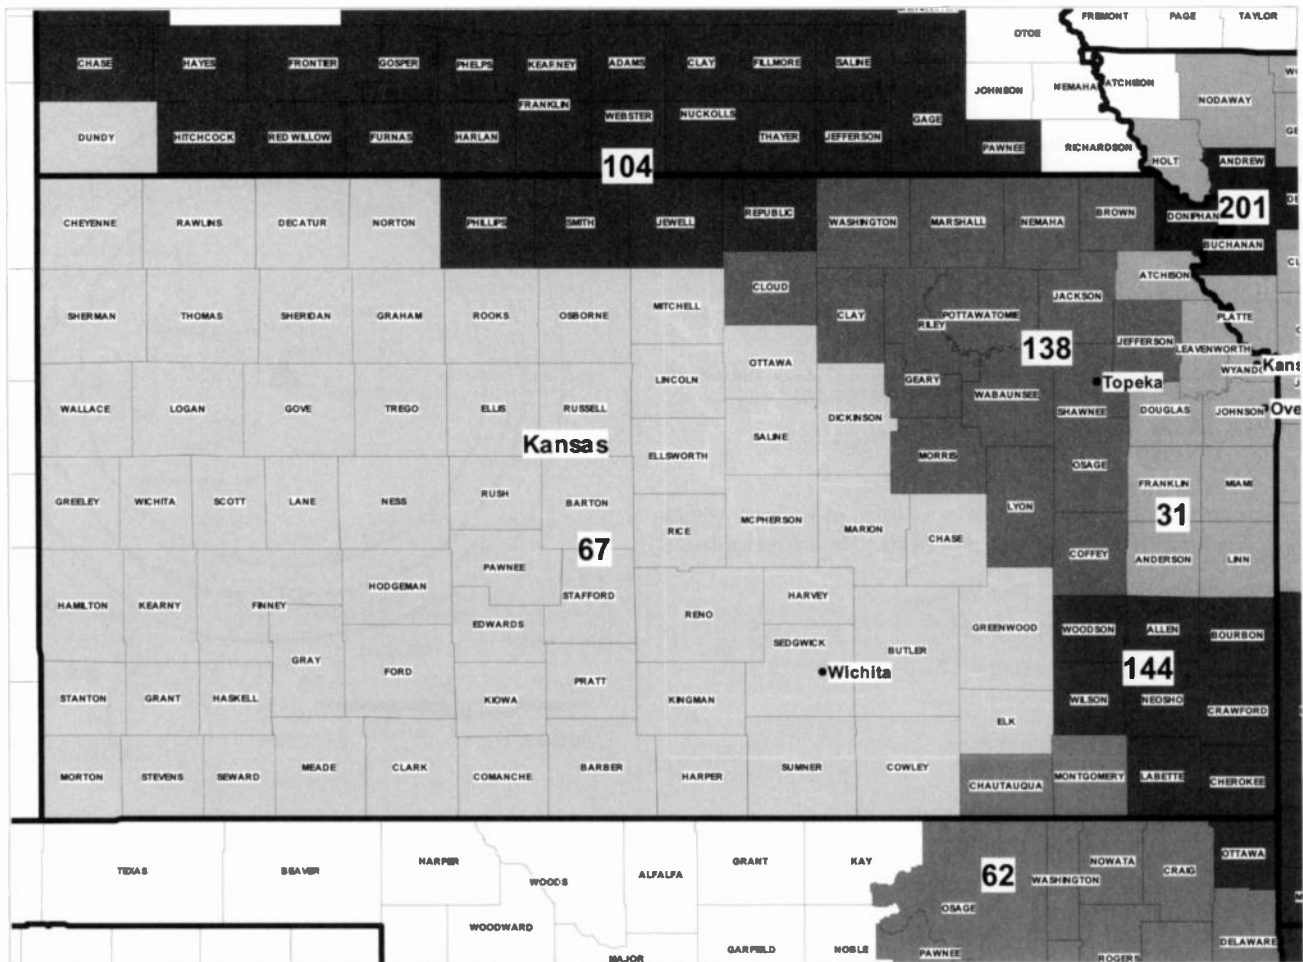 FREMONT PAGE TAYLOR
OTOE
CHASE HAYES FRONTIER GOSPER PHELPS KEARNEY ADAMS CLAY FILLMORE SALINE
JOHNSON NEMAHA ATCHISON
NODAWAY
FRANKLIN WEBSTER NUCKOLLS GAGE
DUNDY HITCHCOCK RED WILLOW FURNAS HARLAN THAYER JEFFERSON PAWNEE RICHARDSON HOLT ANDREW
104
CHEYENNE RAWLINS DECATUR NORTON PHILLIPS SMITH JEWELL REPUBLIC WASHINGTON MARSHALL NEMAHA BROWN DONIPHAN 201
BUCHANAN
CLOUD ATCHISON
SHERMAN THOMAS SHERIDAN GRAHAM ROOKS OSBORNE MITCHELL CLAY RILEY POTTAWATOMIE JACKSON PLATTE
138 JEFFERSON LEAVENWORTH
OTTAWA WYANDO Kans
LINCOLN GEARY WABAUNSEE Topeka
WALLACE LOGAN GOVE TREGO ELLIS RUSSELL DICKINSON SHAWNEE DOUGLAS JOHNSON Ove
Kansas SALINE
ELLSWORTH MORRIS OSAGE
GREELEY WICHITA SCOTT LANE NESS RUSH BARTON FRANKLIN MIAMI
RICE MCPHERSON MARION CHASE LYON 31
67 COFFEY ANDERSON LINN
PAWNEE
HAMILTON KEARNY FINNEY HODGEMAN STAFFORD RENO HARVEY
EDWARDS GREENWOOD WOODSON ALLEN BOURBON
GRAY FORD SEDGWICK BUTLER
PRATT Wichita 144
STANTON GRANT HASKELL KIOWA KINGMAN WILSON NEOSHO CRAWFORD
ELK
MORTON STEVENS SEWARD MEADE CLARK COMANCHE BARBER HARPER SUMNER COWLEY CHAUTAUQUA MONTGOMERY LABETTE CHEROKEE
TEXAS BEAVER HARPER WOODS ALFALFA GRANT KAY 62 WASHINGTON NOWATA CRAIG OTTAWA
WOODWARD OSAGE
MAJOR GARFIELD NOBLE PAWNEE ROGERS DELAWARE